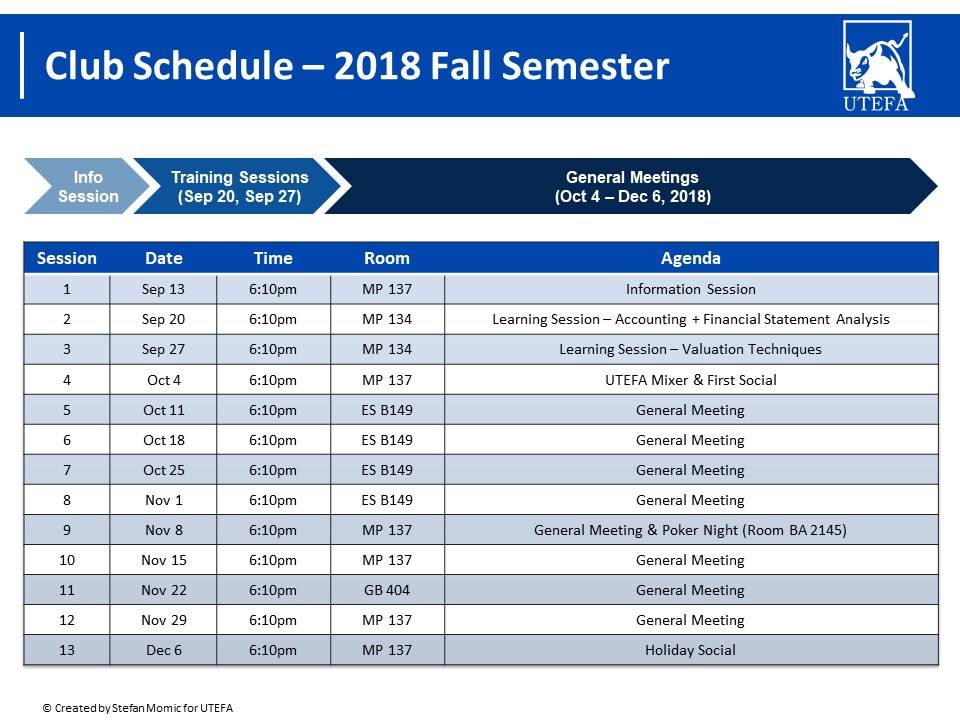 Club Schedule – 2018 Fall Semester
UTEFA
Info
Session
Training Sessions
(Sep 20, Sep 27)
General Meetings
(Oct 4 – Dec 6, 2018)
Session Date Time Room Agenda
1 Sep 13 6:10pm MP 137 Information Session
2 Sep 20 6:10pm MP 134 Learning Session – Accounting + Financial Statement Analysis
3 Sep 27 6:10pm MP 134 Learning Session – Valuation Techniques
4 Oct 4 6:10pm MP 137 UTEFA Mixer & First Social
5 Oct 11 6:10pm ES B149 General Meeting
6 Oct 18 6:10pm ES B149 General Meeting
7 Oct 25 6:10pm ES B149 General Meeting
8 Nov 1 6:10pm ES B149 General Meeting
9 Nov 8 6:10pm MP 137 General Meeting & Poker Night (Room BA 2145)
10 Nov 15 6:10pm MP 137 General Meeting
11 Nov 22 6:10pm GB 404 General Meeting
12 Nov 29 6:10pm MP 137 General Meeting
13 Dec 6 6:10pm MP 137 Holiday Social
© Created by Stefan Momic for UTEFA